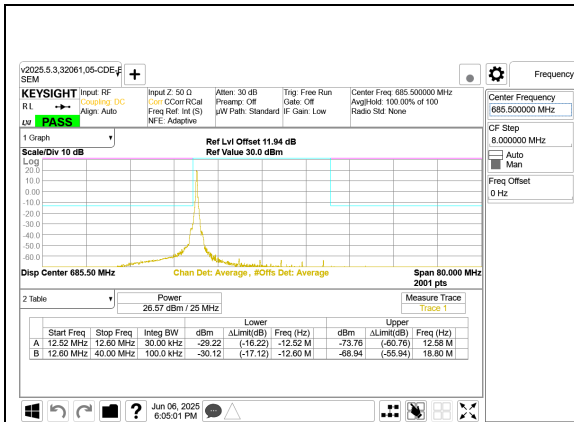 v2025.5.3,32061,05-CDE-
SEM
Frequency
KEYSIGHT Input: RF Input Z: 50 Ω Atten: 30 dB Trig: Free Run Center Freq: 685.500000 MHz
RL Coupling: DC Corr CCorr RCal Preamp: Off Gate: Off Avg|Hold: 100.00% of 100
Align: Auto Freq Ref: Int (S) µW Path: Standard IF Gain: Low Radio Std: None
LXI PASS NFE: Adaptive
Center Frequency
685.500000 MHz
CF Step
8.000000 MHz
Auto
Man
Freq Offset
0 Hz
1 Graph
Ref Lvl Offset 11.94 dB
Scale/Div 10 dB Ref Value 30.0 dBm
Log
20.0
10.0
0.00
-10.0
-20.0
-30.0
-40.0
-50.0
-60.0
Disp Center 685.50 MHz Chan Det: Average, #Offs Det: Average Span 80.000 MHz
2001 pts
2 Table Power Measure Trace
26.57 dBm / 25 MHz Trace 1
Lower Upper
Start Freq Stop Freq Integ BW dBm ΔLimit(dB) Freq (Hz) dBm ΔLimit(dB) Freq (Hz)
A 12.52 MHz 12.60 MHz 30.00 kHz -29.22 (-16.22) -12.52 M -73.76 (-60.76) 12.58 M
B 12.60 MHz 40.00 MHz 100.0 kHz -30.12 (-17.12) -12.60 M -68.94 (-55.94) 18.80 M
Jun 06, 2025
6:05:01 PM